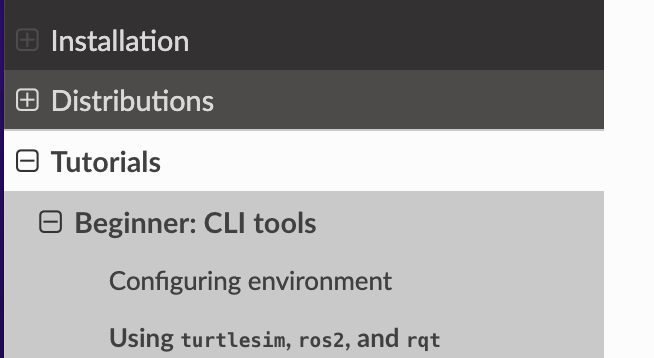 Installation
Distributions
Tutorials
Beginner: CLI tools
Configuring environment
Using turtlesim, ros2, and rqt